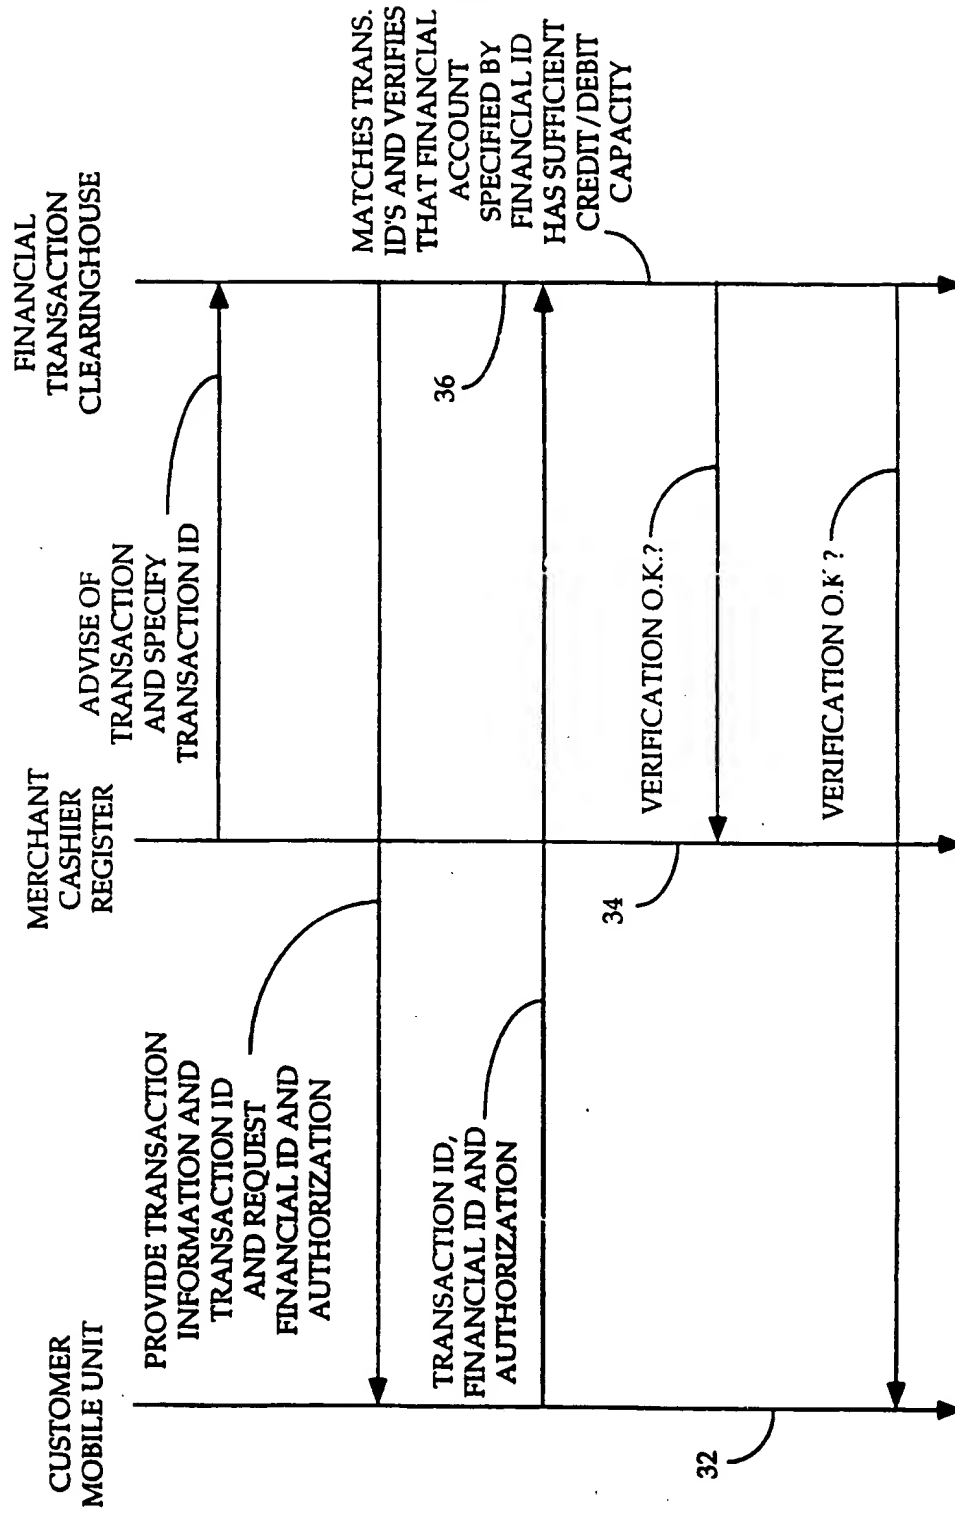 CUSTOMER
MOBILE UNIT
MERCHANT
CASHIER
REGISTER
FINANCIAL
TRANSACTION
CLEARINGHOUSE
ADVISE OF
TRANSACTION
AND SPECIFY
TRANSACTION ID
PROVIDE TRANSACTION
INFORMATION AND
TRANSACTION ID
AND REQUEST
FINANCIAL ID AND
AUTHORIZATION
36
MATCHES TRANS.
ID'S AND VERIFIES
THAT FINANCIAL
ACCOUNT
SPECIFIED BY
FINANCIAL ID
HAS SUFFICIENT
CREDIT/DEBIT
CAPACITY
TRANSACTION ID,
FINANCIAL ID AND
AUTHORIZATION
34
VERIFICATION O.K.?
32
VERIFICATION O.K ?